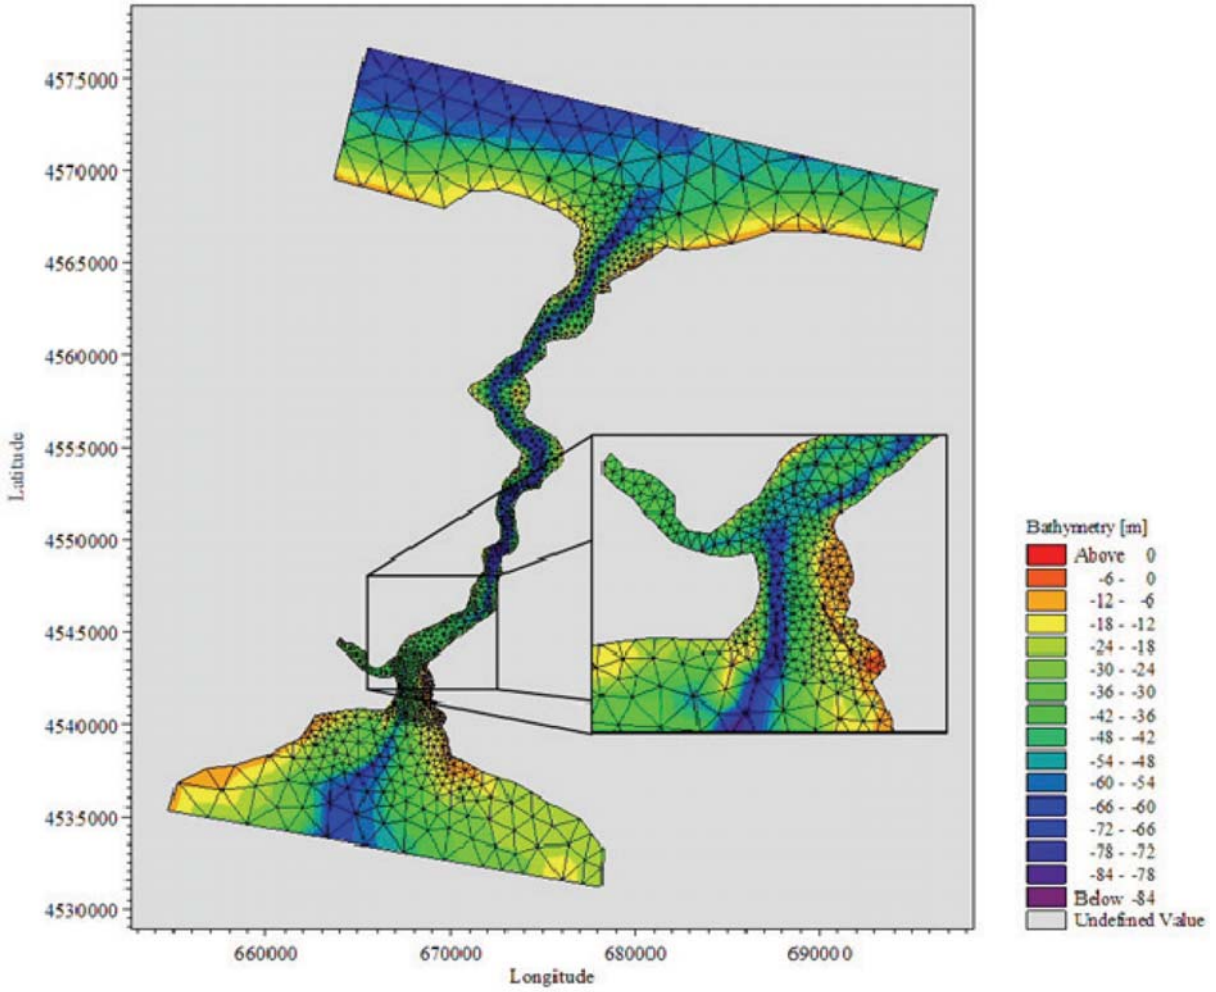 4575000
4570000
4565000
4560000
4555000
4550000
4545000
4540000
4535000
4530000
Latitude
660000
670000
680000
690000
Longitude
Bathymetry [m]
Above 0
-6 - 0
-12 - -6
-18 - -12
-24 - -18
-30 - -24
-36 - -30
-42 - -36
-48 - -42
-54 - -48
-60 - -54
-66 - -60
-72 - -66
-78 - -72
-84 - -78
Below -84
Undefined Value